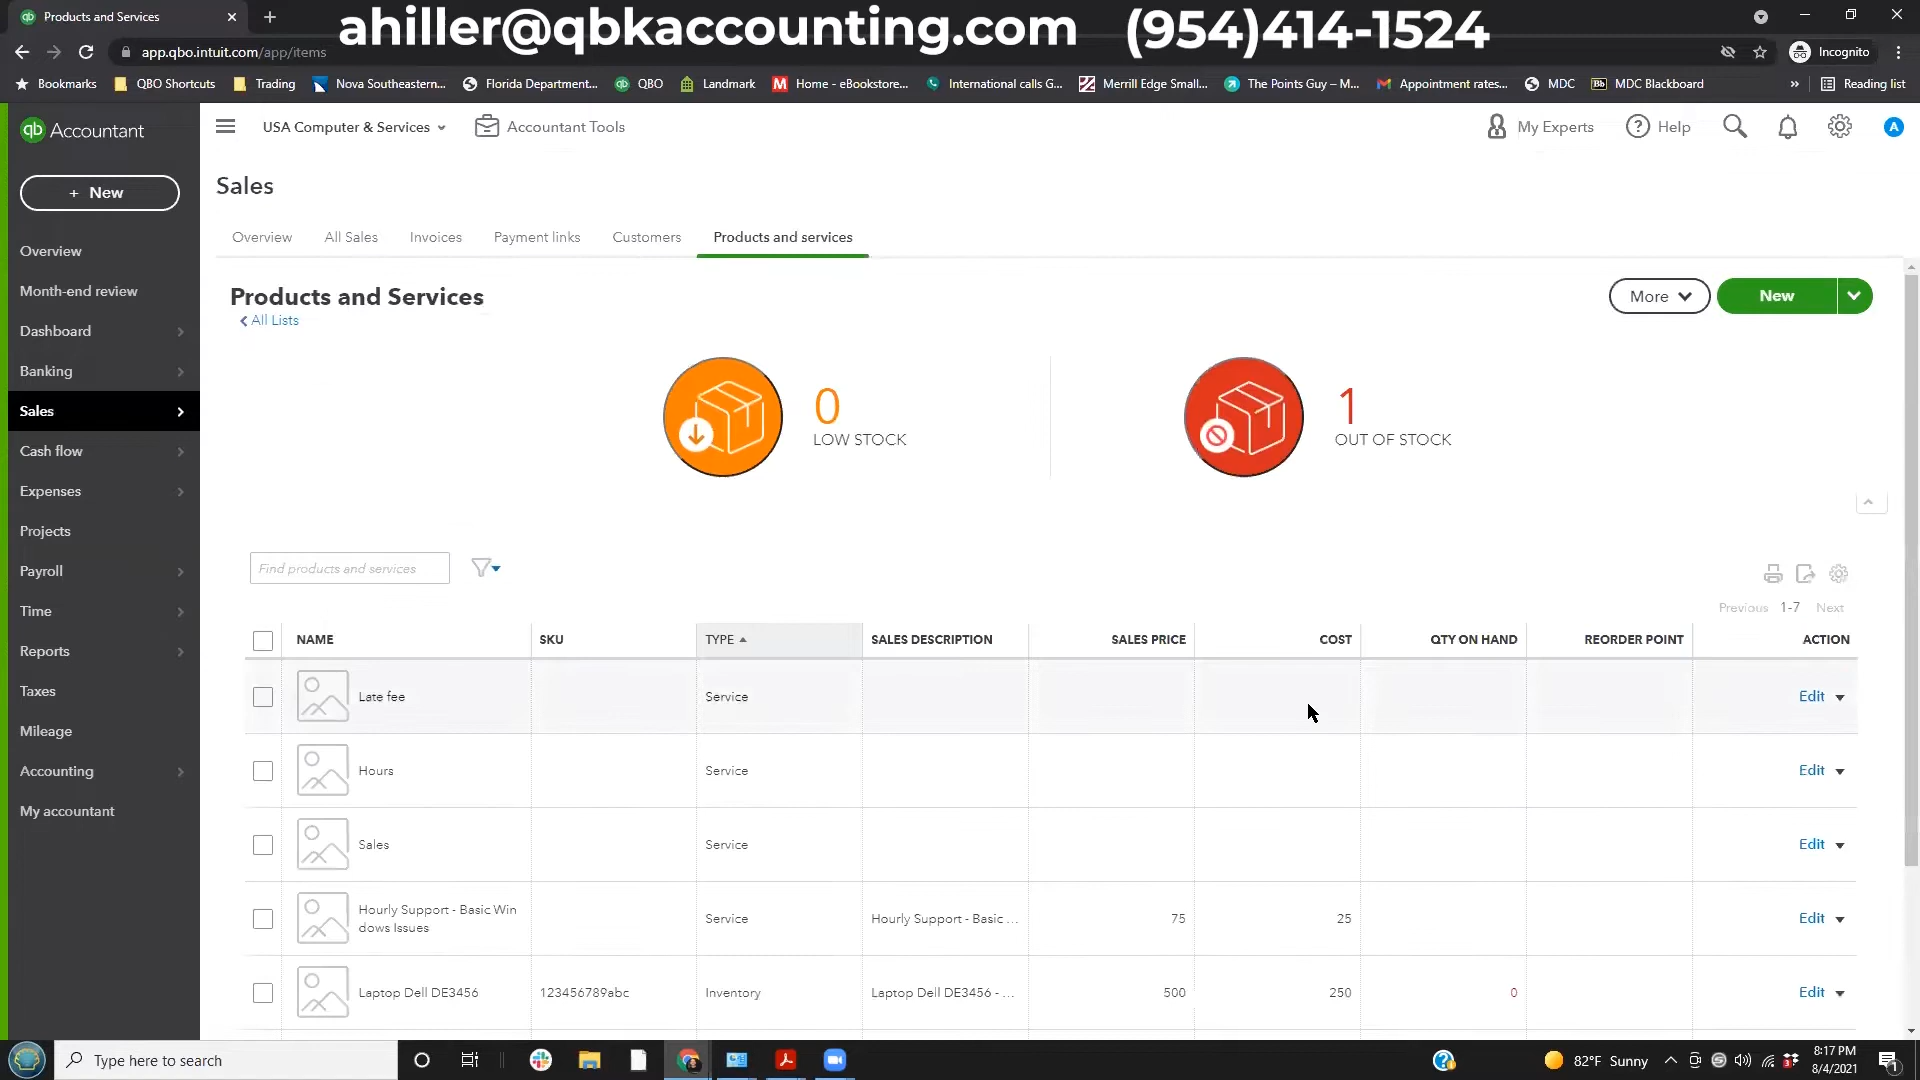 Products and Services
ahiller@qbkaccounting.com (954)414-1524
app.qbo.intuit.com/app/items
Incognito
Bookmarks
QBO Shortcuts
Trading
Nova Southeastern...
Florida Department...
QBO
Landmark
Home - eBookstore...
International calls G...
Merrill Edge Small...
The Points Guy – M...
Appointment rates...
MDC
Bb MDC Blackboard
»
Reading list
qb Accountant
USA Computer & Services
Accountant Tools
My Experts
Help
A
+ New
Sales
Overview
Month-end review
Dashboard
Banking
Sales
Cash flow
Expenses
Projects
Payroll
Time
Reports
Taxes
Mileage
Accounting
My accountant
Overview All Sales Invoices Payment links Customers Products and services
Products and Services
All Lists
More
New
0
LOW STOCK
1
OUT OF STOCK
Find products and services
Previous 1-7 Next
NAME SKU TYPE SALES DESCRIPTION SALES PRICE COST QTY ON HAND REORDER POINT ACTION
Late fee Service Edit
Hours Service Edit
Sales Service Edit
Hourly Support - Basic Win
dows Issues
Service Hourly Support - Basic ... 75 25 Edit
Laptop Dell DE3456 123456789abc Inventory Laptop Dell DE3456 - ... 500 250 0 Edit
Type here to search
82°F Sunny
8:17 PM
8/4/2021